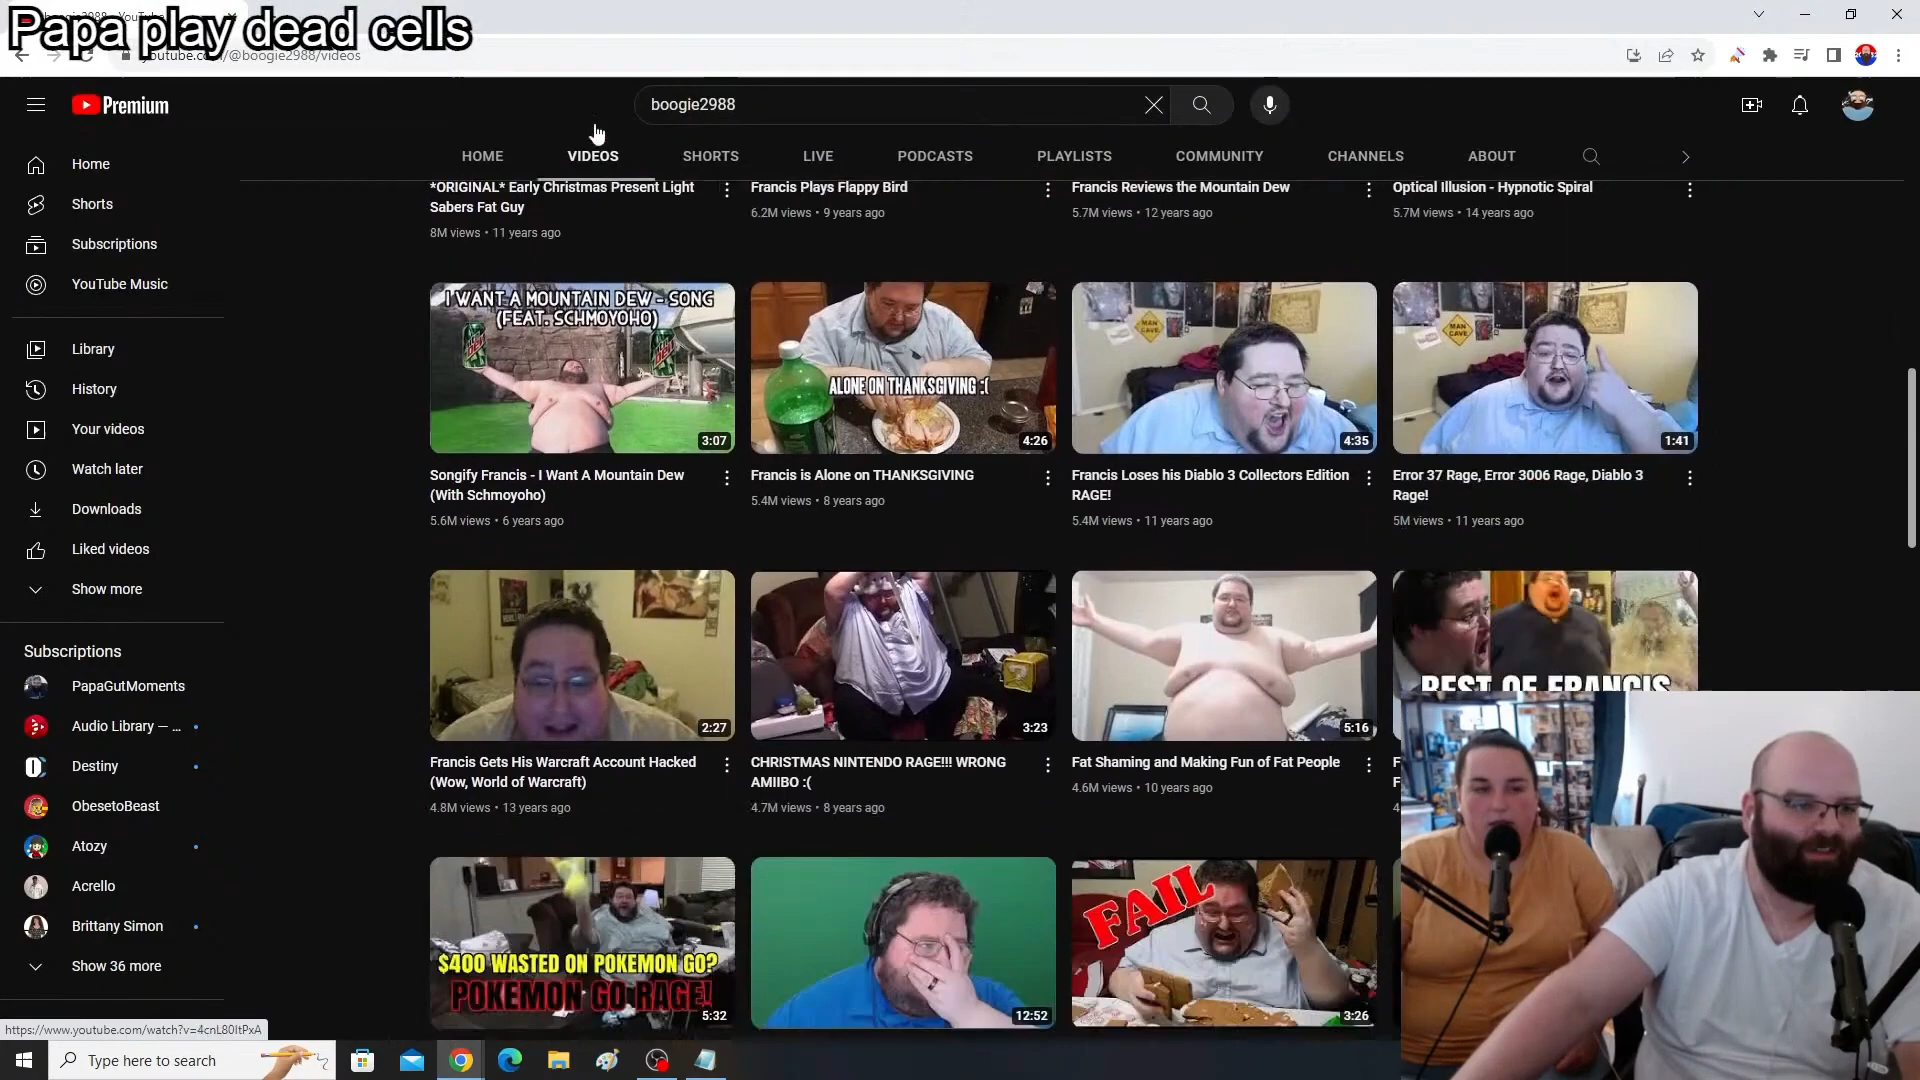 Papa play dead cells
boogie2988 - YouTube
youtube.com/@boogie2988/videos
Premium
boogie2988
HOME
VIDEOS
SHORTS
LIVE
PODCASTS
PLAYLISTS
COMMUNITY
CHANNELS
ABOUT
Home
Shorts
Subscriptions
YouTube Music
Library
History
Your videos
Watch later
Downloads
Liked videos
Show more
Subscriptions
PapaGutMoments
Audio Library — ...
Destiny
ObesetoBeast
Atozy
Acrello
Brittany Simon
Show 36 more
*ORIGINAL* Early Christmas Present Light
Sabers Fat Guy
8M views • 11 years ago
Francis Plays Flappy Bird
6.2M views • 9 years ago
Francis Reviews the Mountain Dew
5.7M views • 12 years ago
Optical Illusion - Hypnotic Spiral
5.7M views • 14 years ago
I WANT A MOUNTAIN DEW - SONG
(FEAT. SCHMOYOHO)
3:07
Songify Francis - I Want A Mountain Dew
(With Schmoyoho)
5.6M views • 6 years ago
ALONE ON THANKSGIVING :(
4:26
Francis is Alone on THANKSGIVING
5.4M views • 8 years ago
MAN
CAVE
4:35
Francis Loses his Diablo 3 Collectors Edition
RAGE!
5.4M views • 11 years ago
MAN
CAVE
1:41
Error 37 Rage, Error 3006 Rage, Diablo 3
Rage!
5M views • 11 years ago
2:27
Francis Gets His Warcraft Account Hacked
(Wow, World of Warcraft)
4.8M views • 13 years ago
3:23
CHRISTMAS NINTENDO RAGE!!! WRONG
AMIIBO :(
4.7M views • 8 years ago
5:16
Fat Shaming and Making Fun of Fat People
4.6M views • 10 years ago
BEST OF FRANCIS
$400 WASTED ON POKEMON GO?
POKEMON GO RAGE!
5:32
12:52
FAIL
3:26
https://www.youtube.com/watch?v=4cnL80ItPxA
Type here to search